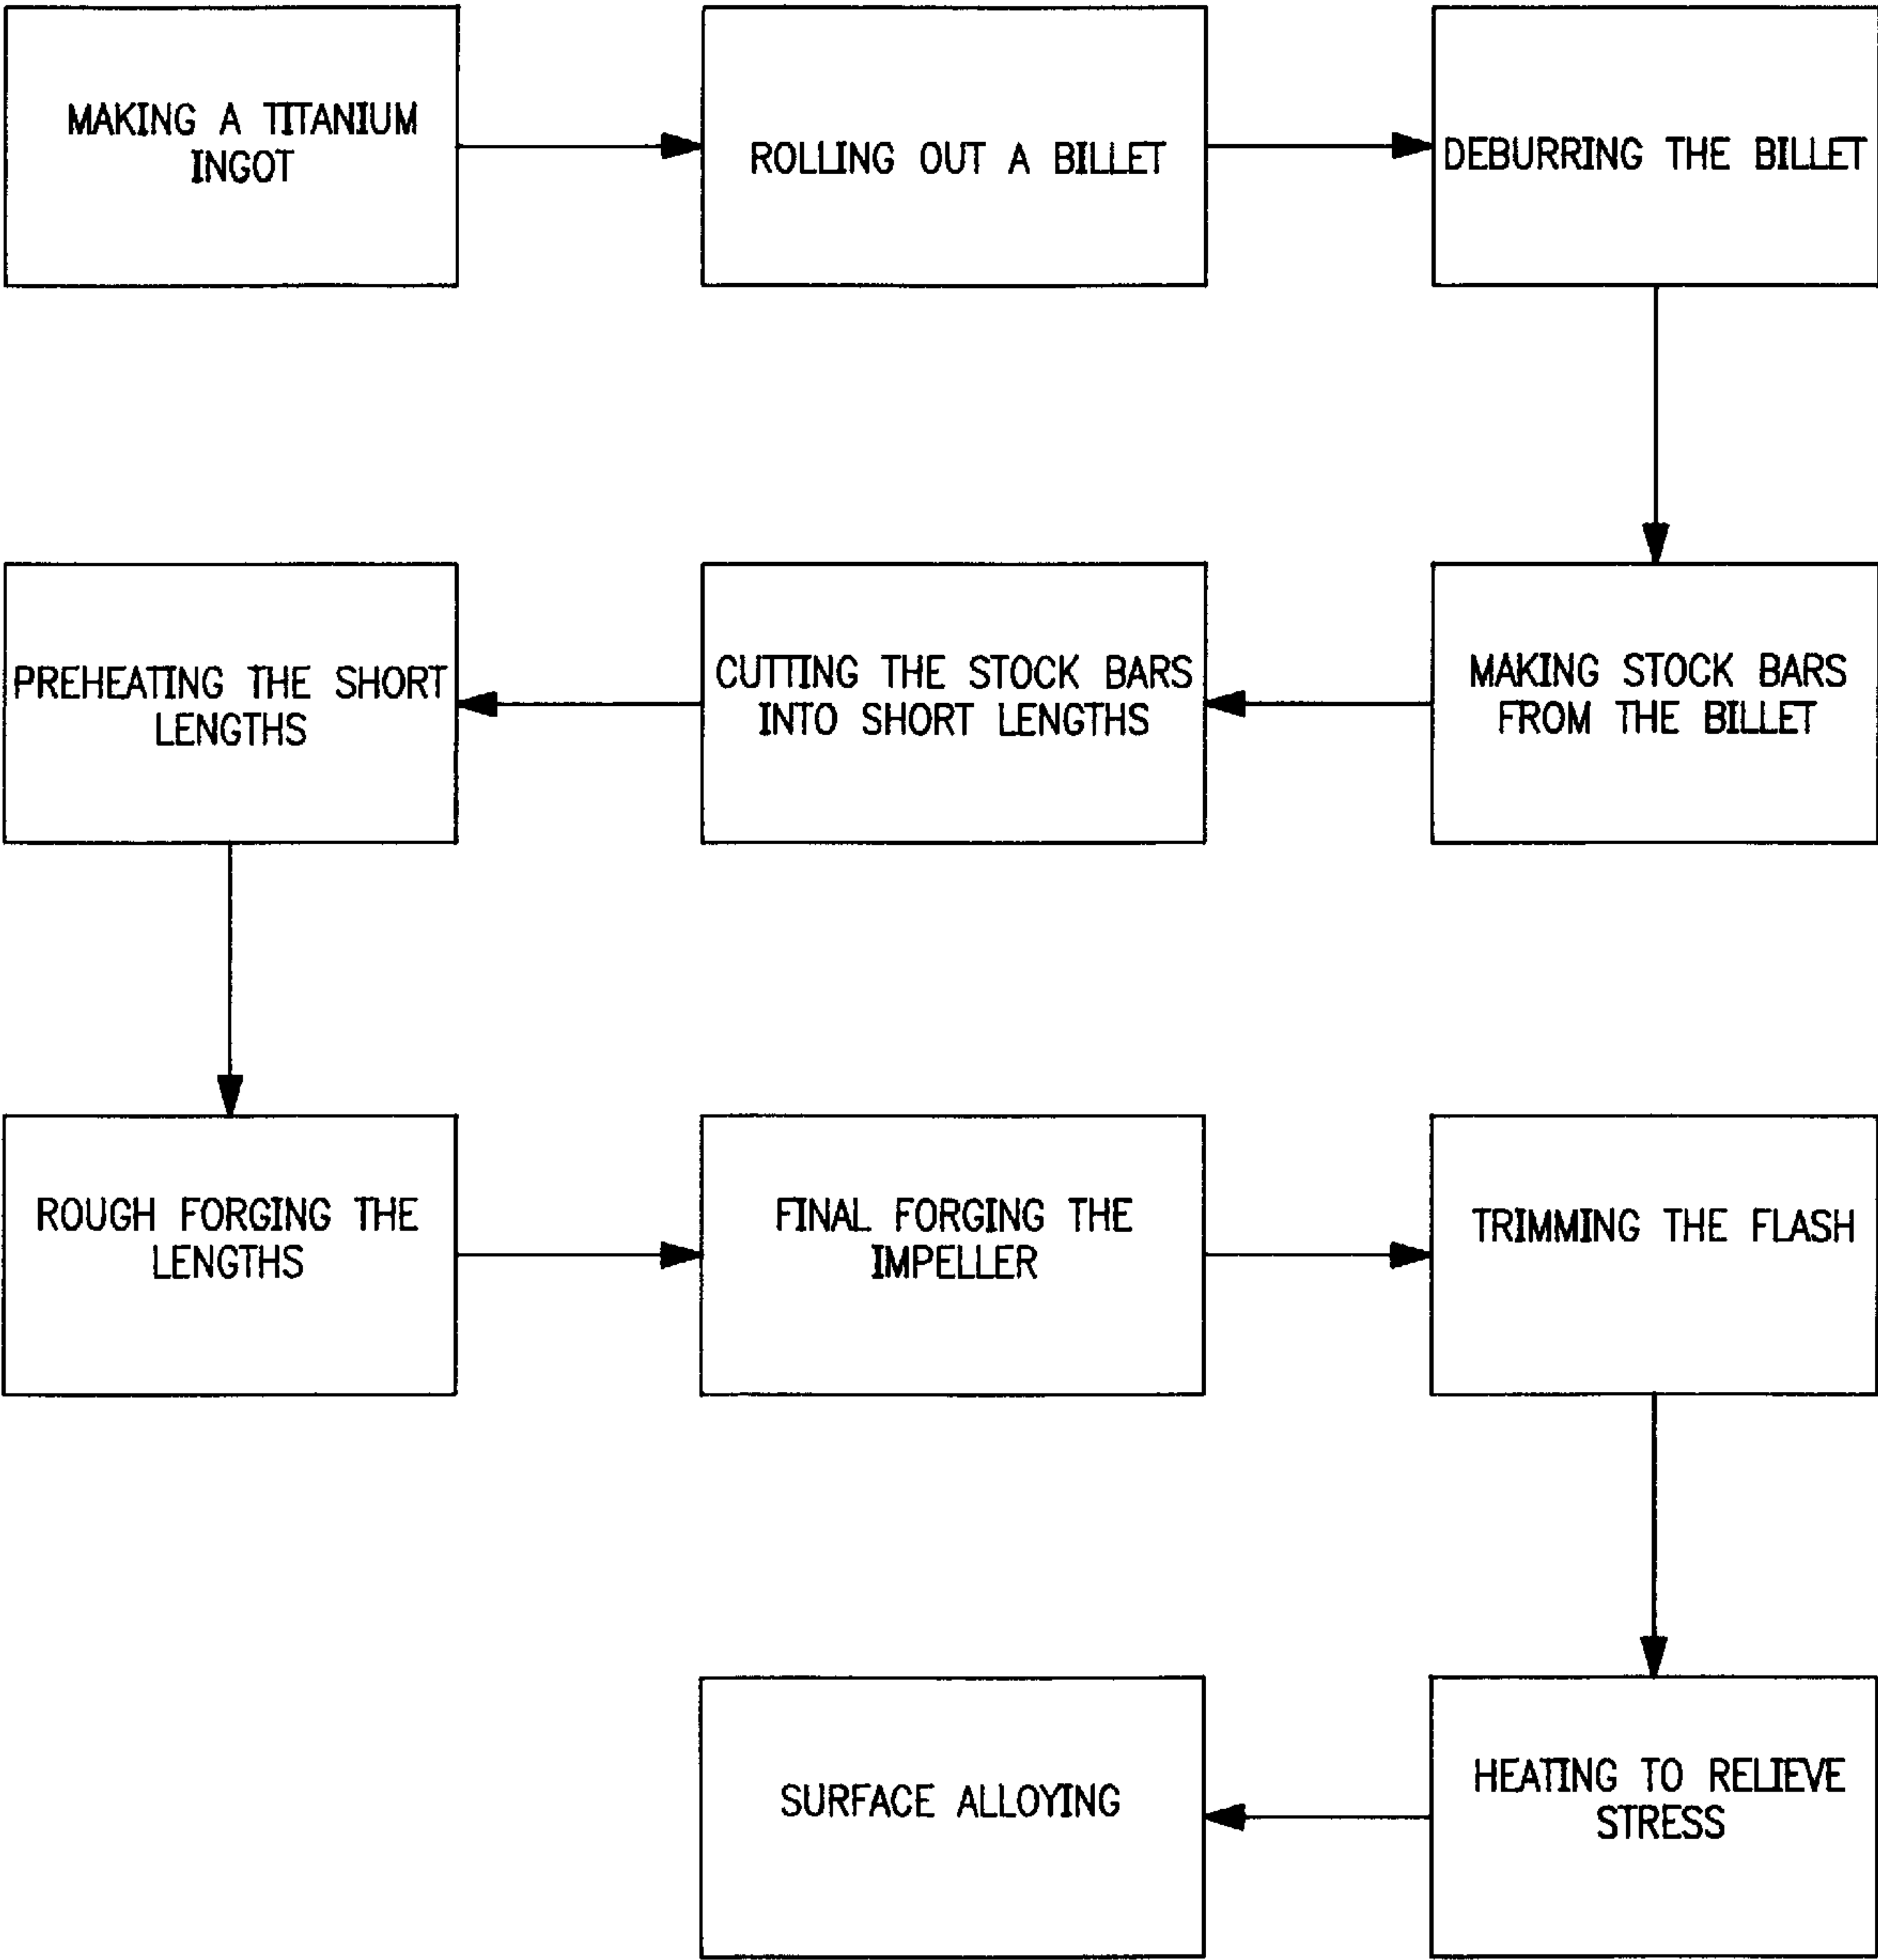 MAKING A TITANIUM
INGOT
ROLLING OUT A BILLET
DEBURRING THE BILLET
MAKING STOCK BARS
FROM THE BILLET
CUTTING THE STOCK BARS
INTO SHORT LENGTHS
PREHEATING THE SHORT
LENGTHS
ROUGH FORGING THE
LENGTHS
FINAL FORGING THE
IMPELLER
TRIMMING THE FLASH
HEATING TO RELIEVE
STRESS
SURFACE ALLOYING